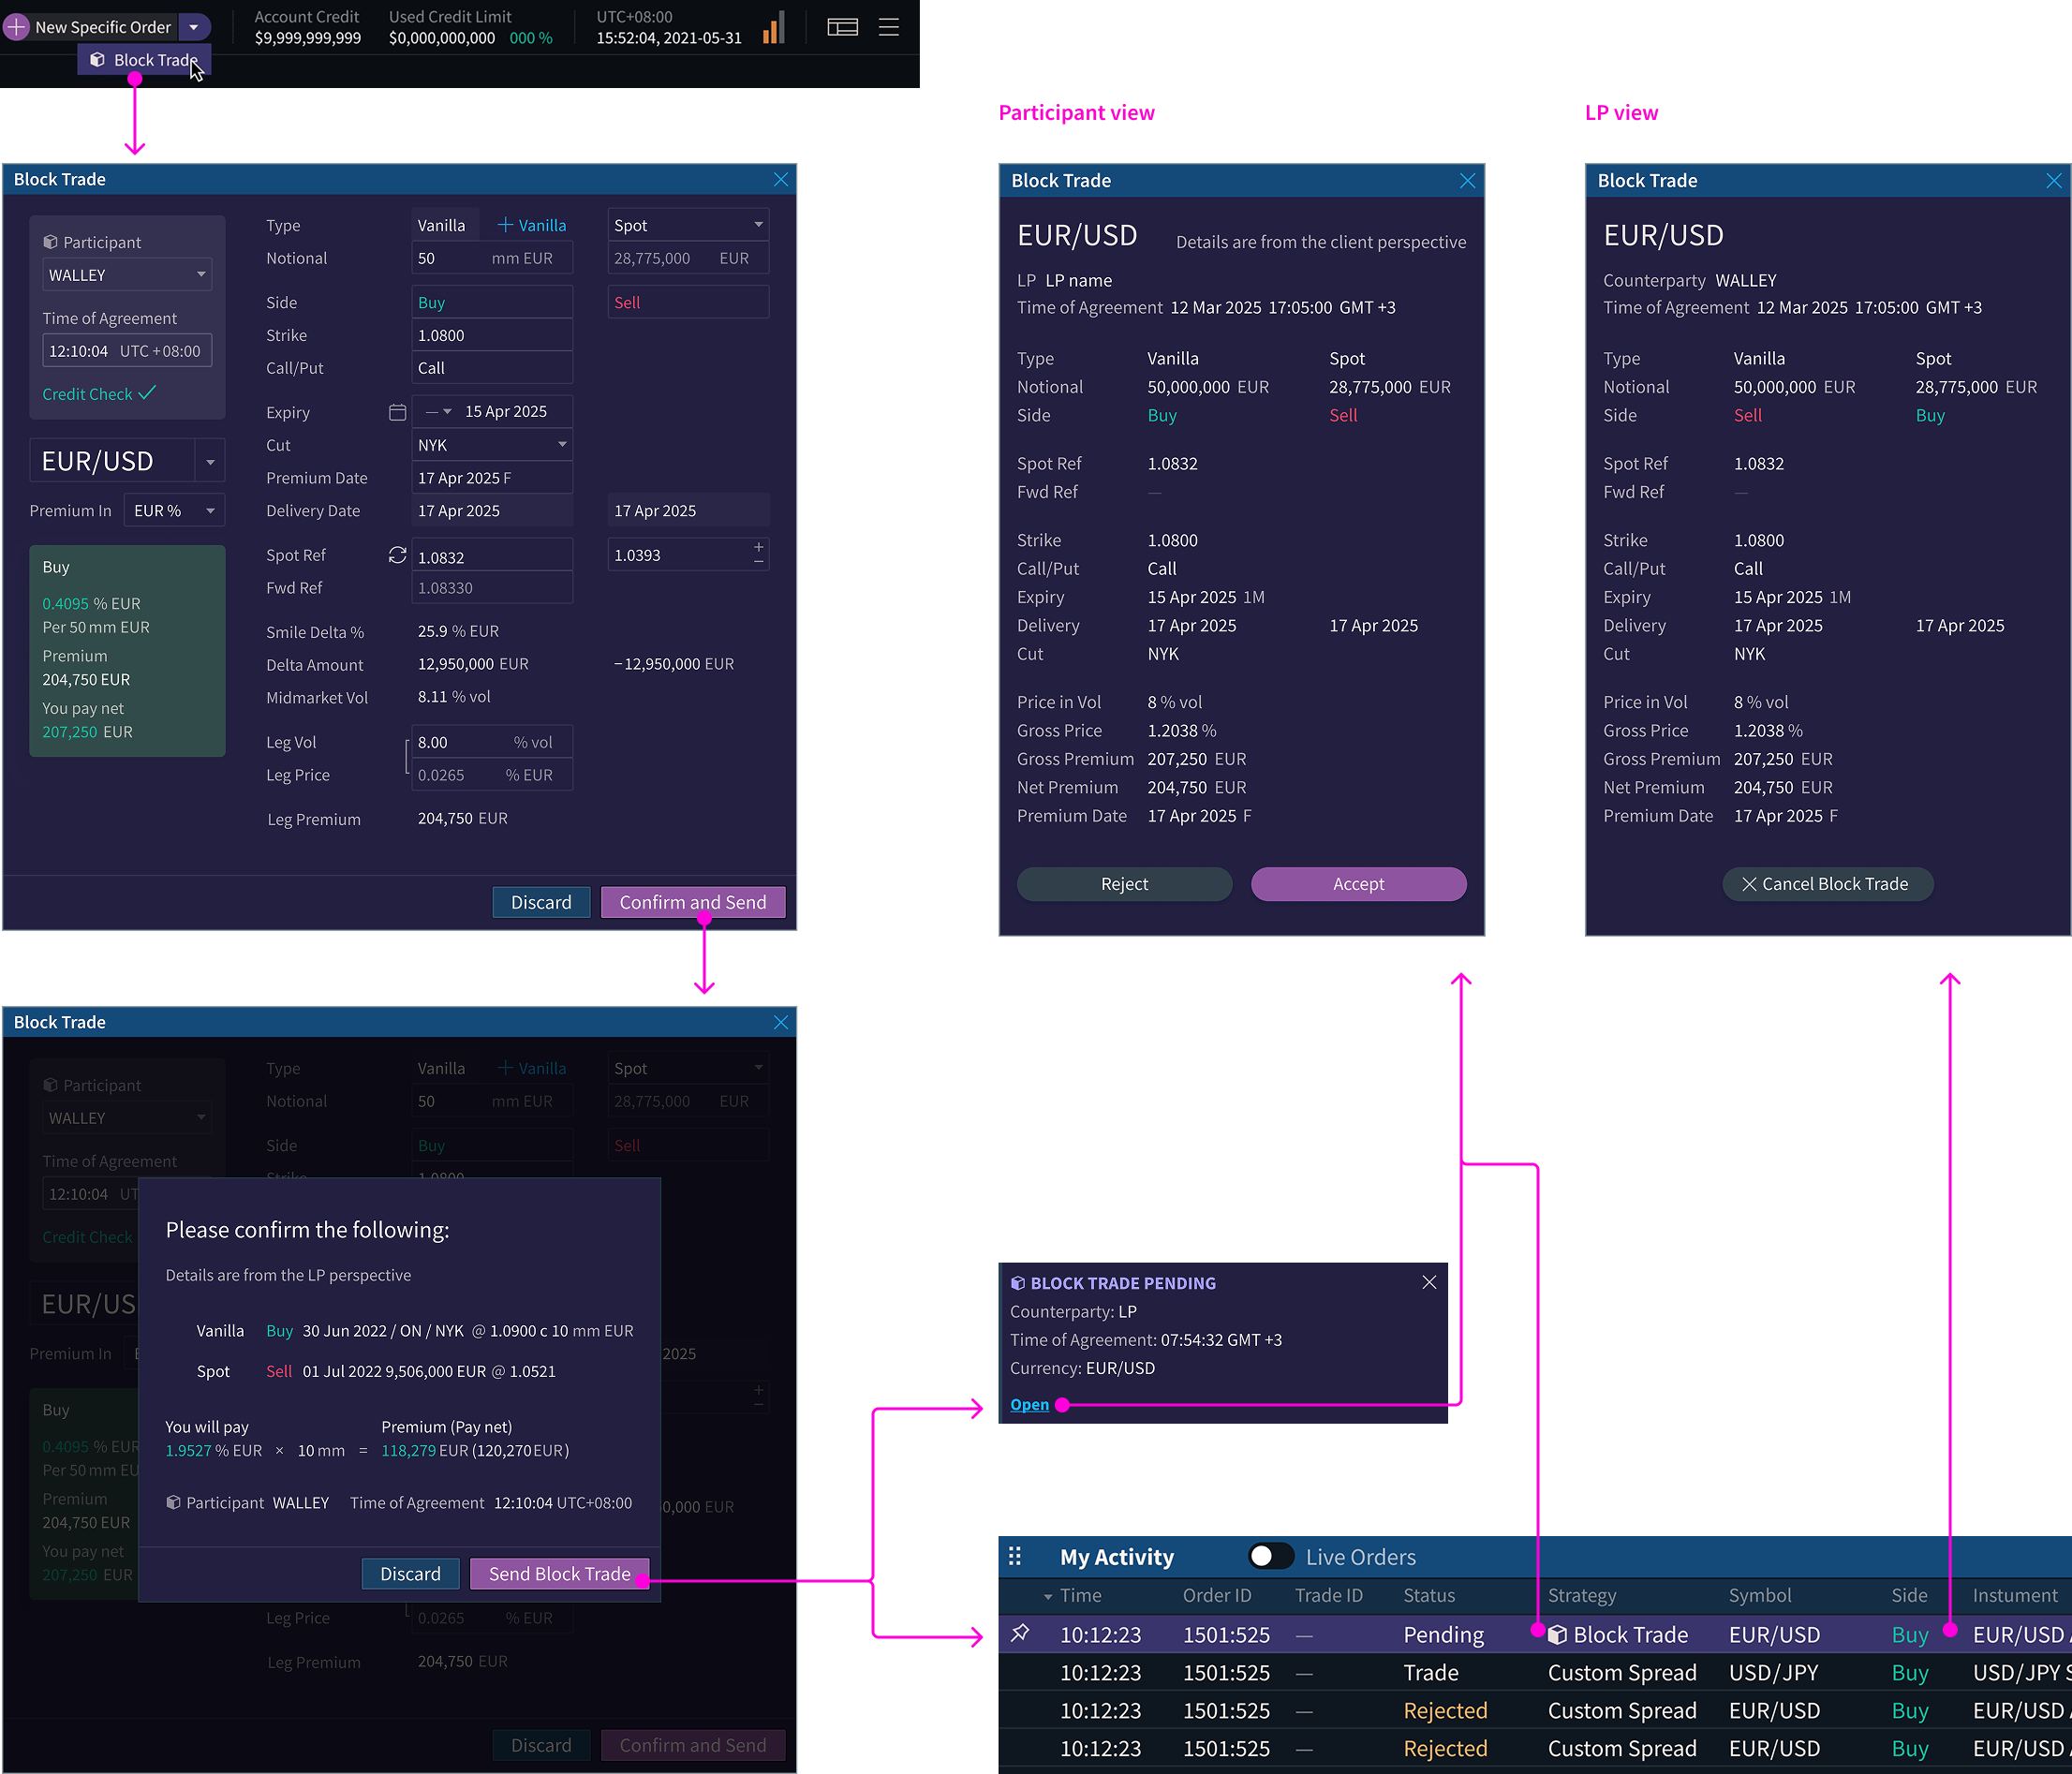 New Specific Order
Account Credit
$9,999,999,999
Used Credit Limit
$0,000,000,000 000 %
UTC+08:00
15:52:04, 2021-05-31
Block Trade
Participant view
LP view
Block Trade
Participant
WALLEY
Time of Agreement
12:10:04 UTC +08:00
Credit Check
EUR/USD
Premium In EUR %
Buy
0.4095 % EUR
Per 50 mm EUR
Premium
204,750 EUR
You pay net
207,250 EUR
Type Vanilla + Vanilla Spot
Notional 50 mm EUR 28,775,000 EUR
Side Buy Sell
Strike 1.0800
Call/Put Call
Expiry — 15 Apr 2025
Cut NYK
Premium Date 17 Apr 2025 F
Delivery Date 17 Apr 2025 17 Apr 2025
Spot Ref 1.0832 1.0393 + −
Fwd Ref 1.08330
Smile Delta % 25.9 % EUR
Delta Amount 12,950,000 EUR −12,950,000 EUR
Midmarket Vol 8.11 % vol
Leg Vol 8.00 % vol
Leg Price 0.0265 % EUR
Leg Premium 204,750 EUR
Discard Confirm and Send
Block Trade
EUR/USD Details are from the client perspective
LP LP name
Time of Agreement 12 Mar 2025 17:05:00 GMT +3
Type Vanilla Spot
Notional 50,000,000 EUR 28,775,000 EUR
Side Buy Sell
Spot Ref 1.0832
Fwd Ref —
Strike 1.0800
Call/Put Call
Expiry 15 Apr 2025 1M
Delivery 17 Apr 2025 17 Apr 2025
Cut NYK
Price in Vol 8 % vol
Gross Price 1.2038 %
Gross Premium 207,250 EUR
Net Premium 204,750 EUR
Premium Date 17 Apr 2025 F
Reject Accept
Block Trade
EUR/USD
Counterparty WALLEY
Time of Agreement 12 Mar 2025 17:05:00 GMT +3
Type Vanilla Spot
Notional 50,000,000 EUR 28,775,000 EUR
Side Sell Buy
Spot Ref 1.0832
Fwd Ref —
Strike 1.0800
Call/Put Call
Expiry 15 Apr 2025 1M
Delivery 17 Apr 2025 17 Apr 2025
Cut NYK
Price in Vol 8 % vol
Gross Price 1.2038 %
Gross Premium 207,250 EUR
Net Premium 204,750 EUR
Premium Date 17 Apr 2025 F
Cancel Block Trade
Block Trade
Participant
WALLEY
Time of Agreement
12:10:04 UT
Credit Check
EUR/US
Premium In E
Buy
0.4095 % EUR
Per 50 mm EU
Premium
204,750 EUR
You pay net
207,250 EUR
Type Vanilla + Vanilla Spot
Notional 50 mm EUR 28,775,000 EUR
Side Buy Sell
Strike 1.0800
2025
+ −
0,000 EUR
Please confirm the following:
Details are from the LP perspective
Vanilla Buy 30 Jun 2022 / ON / NYK @ 1.0900 c 10 mm EUR
Spot Sell 01 Jul 2022 9,506,000 EUR @ 1.0521
You will pay Premium (Pay net)
1.9527 % EUR × 10 mm = 118,279 EUR (120,270 EUR)
Participant WALLEY Time of Agreement 12:10:04 UTC+08:00
Discard Send Block Trade
Leg Price 0.0265 % EUR
Leg Premium 204,750 EUR
Discard Confirm and Send
BLOCK TRADE PENDING
Counterparty: LP
Time of Agreement: 07:54:32 GMT +3
Currency: EUR/USD
Open
My Activity Live Orders
Time Order ID Trade ID Status Strategy Symbol Side Instument
10:12:23 1501:525 — Pending Block Trade EUR/USD Buy EUR/USD
10:12:23 1501:525 — Trade Custom Spread USD/JPY Buy USD/JPY S
10:12:23 1501:525 — Rejected Custom Spread EUR/USD Buy EUR/USD
10:12:23 1501:525 — Rejected Custom Spread EUR/USD Buy EUR/USD